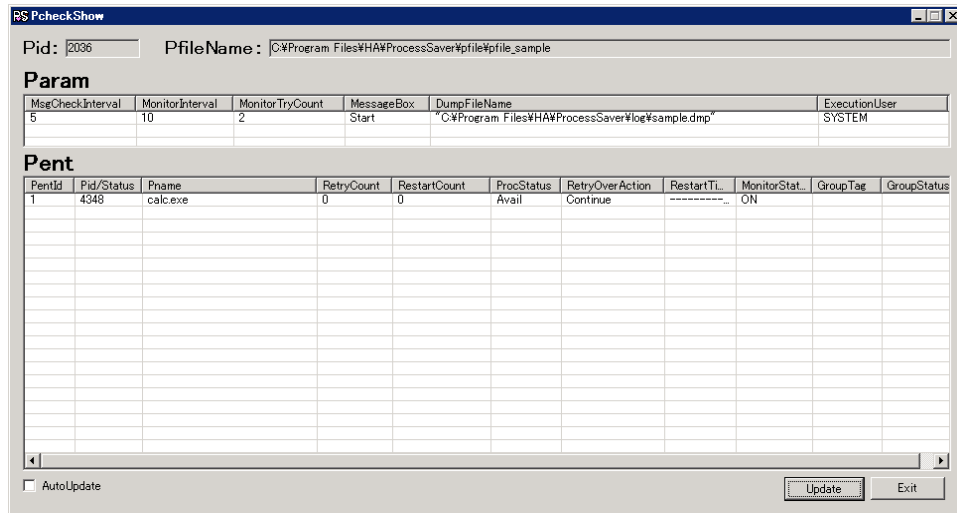 PS PcheckShow
Pid: 2036 PfileName: C:¥Program Files¥HA¥ProcessSaver¥pfile¥pfile_sample
Param
MsgCheckInterval MonitorInterval MonitorTryCount MessageBox DumpFileName ExecutionUser
5 10 2 Start "C:¥Program Files¥HA¥ProcessSaver¥log¥sample.dmp" SYSTEM
Pent
PentId Pid/Status Pname RetryCount RestartCount ProcStatus RetryOverAction RestartTi... MonitorStat... GroupTag GroupStatus
1 4348 calc.exe 0 0 Avail Continue ---------... ON
AutoUpdate Update Exit